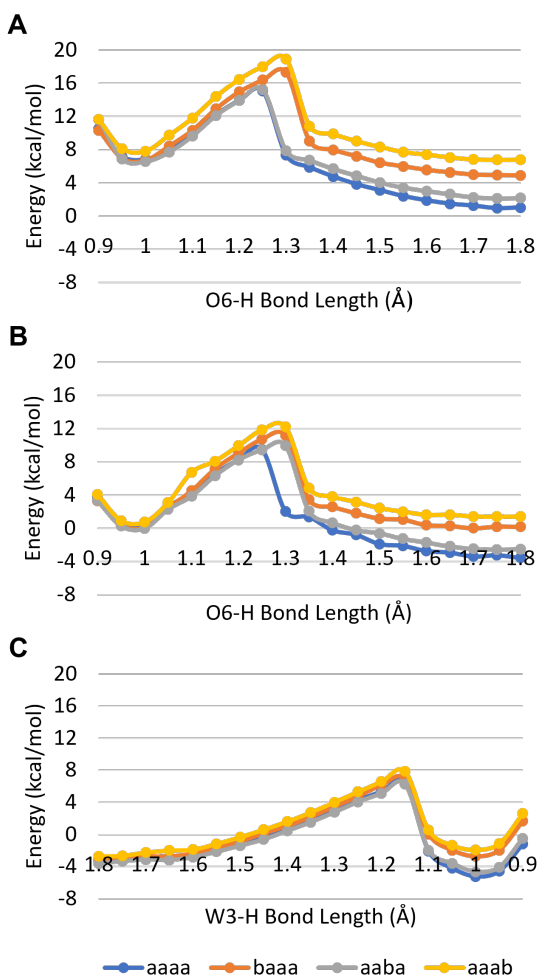 A
20
16
12
8
4
0
-4
-8
0.9 1 1.1 1.2 1.3 1.4 1.5 1.6 1.7 1.8
Energy (kcal/mol)
O6-H Bond Length (Å)
B
20
16
12
8
4
0
-4
-8
0.9 1 1.1 1.2 1.3 1.4 1.5 1.6 1.7 1.8
Energy (kcal/mol)
O6-H Bond Length (Å)
C
20
16
12
8
4
0
-4
-8
1.8 1.7 1.6 1.5 1.4 1.3 1.2 1.1 1 0.9
Energy (kcal/mol)
W3-H Bond Length (Å)
aaaa baaa aaba aaab